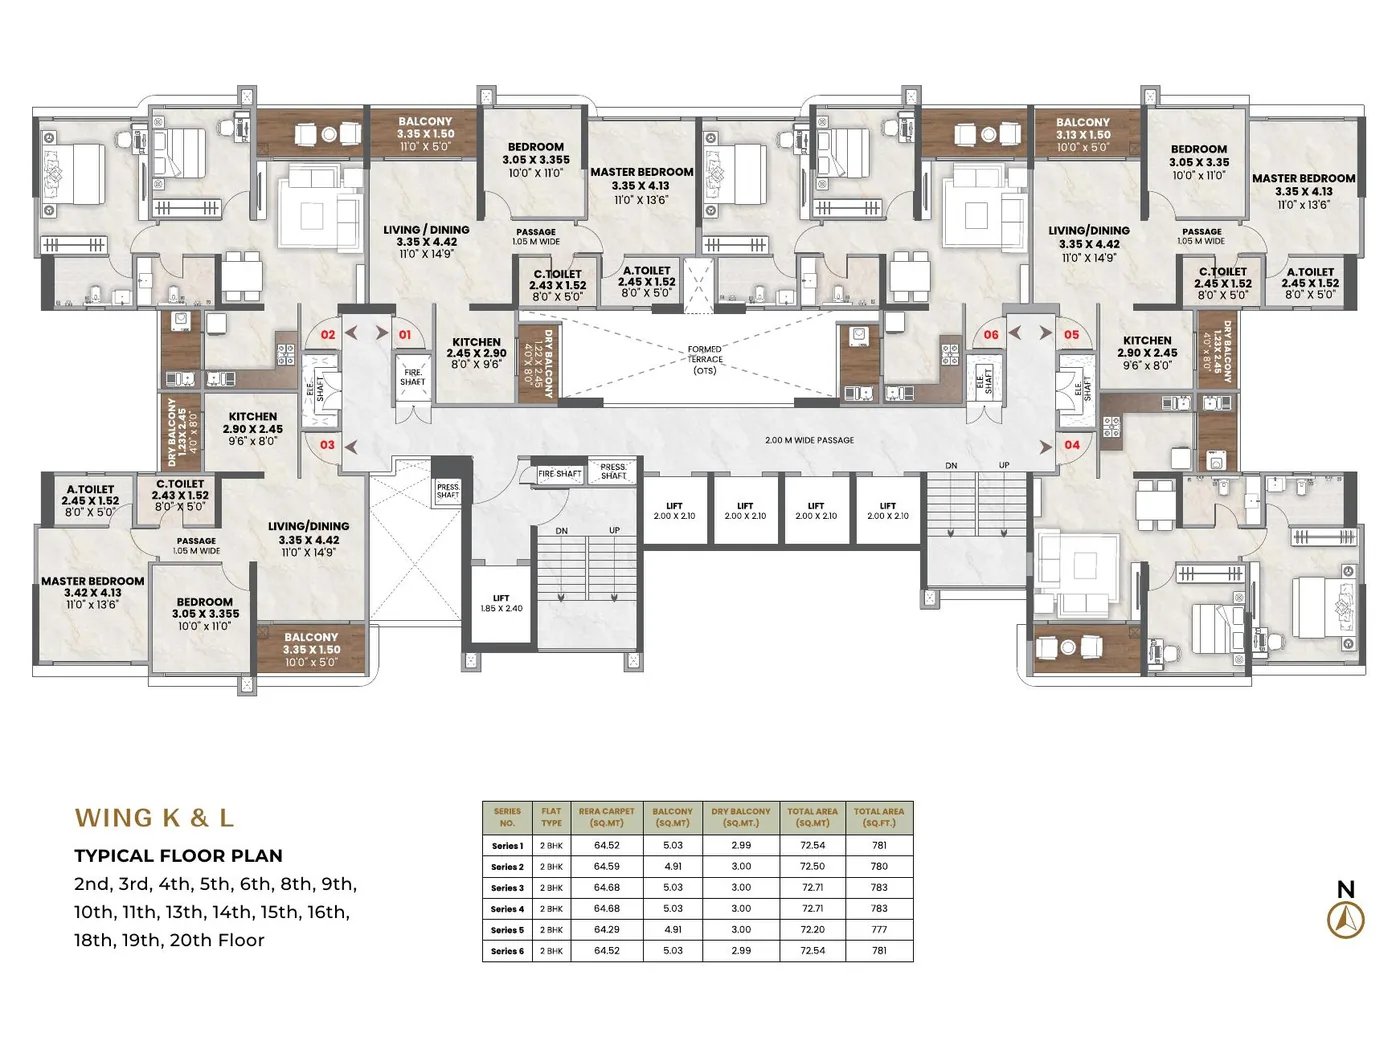 BALCONY
3.35 X 1.50
11'0" X 5'0"
BEDROOM
3.05 X 3.355
10'0" X 11'0"
MASTER BEDROOM
3.35 X 4.13
11'0" X 13'6"
BALCONY
3.13 X 1.50
10'0" X 5'0"
BEDROOM
3.05 X 3.35
10'0" X 11'0"
MASTER BEDROOM
3.35 X 4.13
11'0" X 13'6"
LIVING / DINING
3.35 X 4.42
11'0" X 14'9"
PASSAGE
1.05 M WIDE
C.TOILET
2.43 X 1.52
8'0" X 5'0"
A.TOILET
2.45 X 1.52
8'0" X 5'0"
LIVING/DINING
3.35 X 4.42
11'0" X 14'9"
PASSAGE
1.05 M WIDE
C.TOILET
2.45 X 1.52
8'0" X 5'0"
A.TOILET
2.45 X 1.52
8'0" X 5'0"
02
01
06
05
KITCHEN
2.45 X 2.90
8'0" X 9'6"
DRY BALCONY
1.22 X 2.45
4'0" X 8'0"
FORMED
TERRACE
(OTS)
KITCHEN
2.90 X 2.45
9'6" X 8'0"
DRY BALCONY
1.23X 2.45
4'0" X 8'0"
ELE.
SHAFT
FIRE.
SHAFT
ELE.
SHAFT
ELE.
SHAFT
DRY BALCONY
1.23X 2.45
4'0" X 8'0"
KITCHEN
2.90 X 2.45
9'6" X 8'0"
03
2.00 M WIDE PASSAGE
04
A.TOILET
2.45 X 1.52
8'0" X 5'0"
C.TOILET
2.43 X 1.52
8'0" X 5'0"
PRESS.
SHAFT
FIRE SHAFT
PRESS.
SHAFT
DN
UP
LIFT
2.00 X 2.10
LIFT
2.00 X 2.10
LIFT
2.00 X 2.10
LIFT
2.00 X 2.10
LIVING/DINING
3.35 X 4.42
11'0" X 14'9"
PASSAGE
1.05 M WIDE
DN
UP
MASTER BEDROOM
3.42 X 4.13
11'0" X 13'6"
BEDROOM
3.05 X 3.355
10'0" X 11'0"
LIFT
1.85 X 2.40
BALCONY
3.35 X 1.50
10'0" X 5'0"
WING K & L
TYPICAL FLOOR PLAN
2nd, 3rd, 4th, 5th, 6th, 8th, 9th,
10th, 11th, 13th, 14th, 15th, 16th,
18th, 19th, 20th Floor
SERIES NO. FLAT TYPE RERA CARPET (SQ.MT) BALCONY (SQ.MT) DRY BALCONY (SQ.MT.) TOTAL AREA (SQ.MT) TOTAL AREA (SQ.FT.)
Series 1 2 BHK 64.52 5.03 2.99 72.54 781
Series 2 2 BHK 64.59 4.91 3.00 72.50 780
Series 3 2 BHK 64.68 5.03 3.00 72.71 783
Series 4 2 BHK 64.68 5.03 3.00 72.71 783
Series 5 2 BHK 64.29 4.91 3.00 72.20 777
Series 6 2 BHK 64.52 5.03 2.99 72.54 781
N